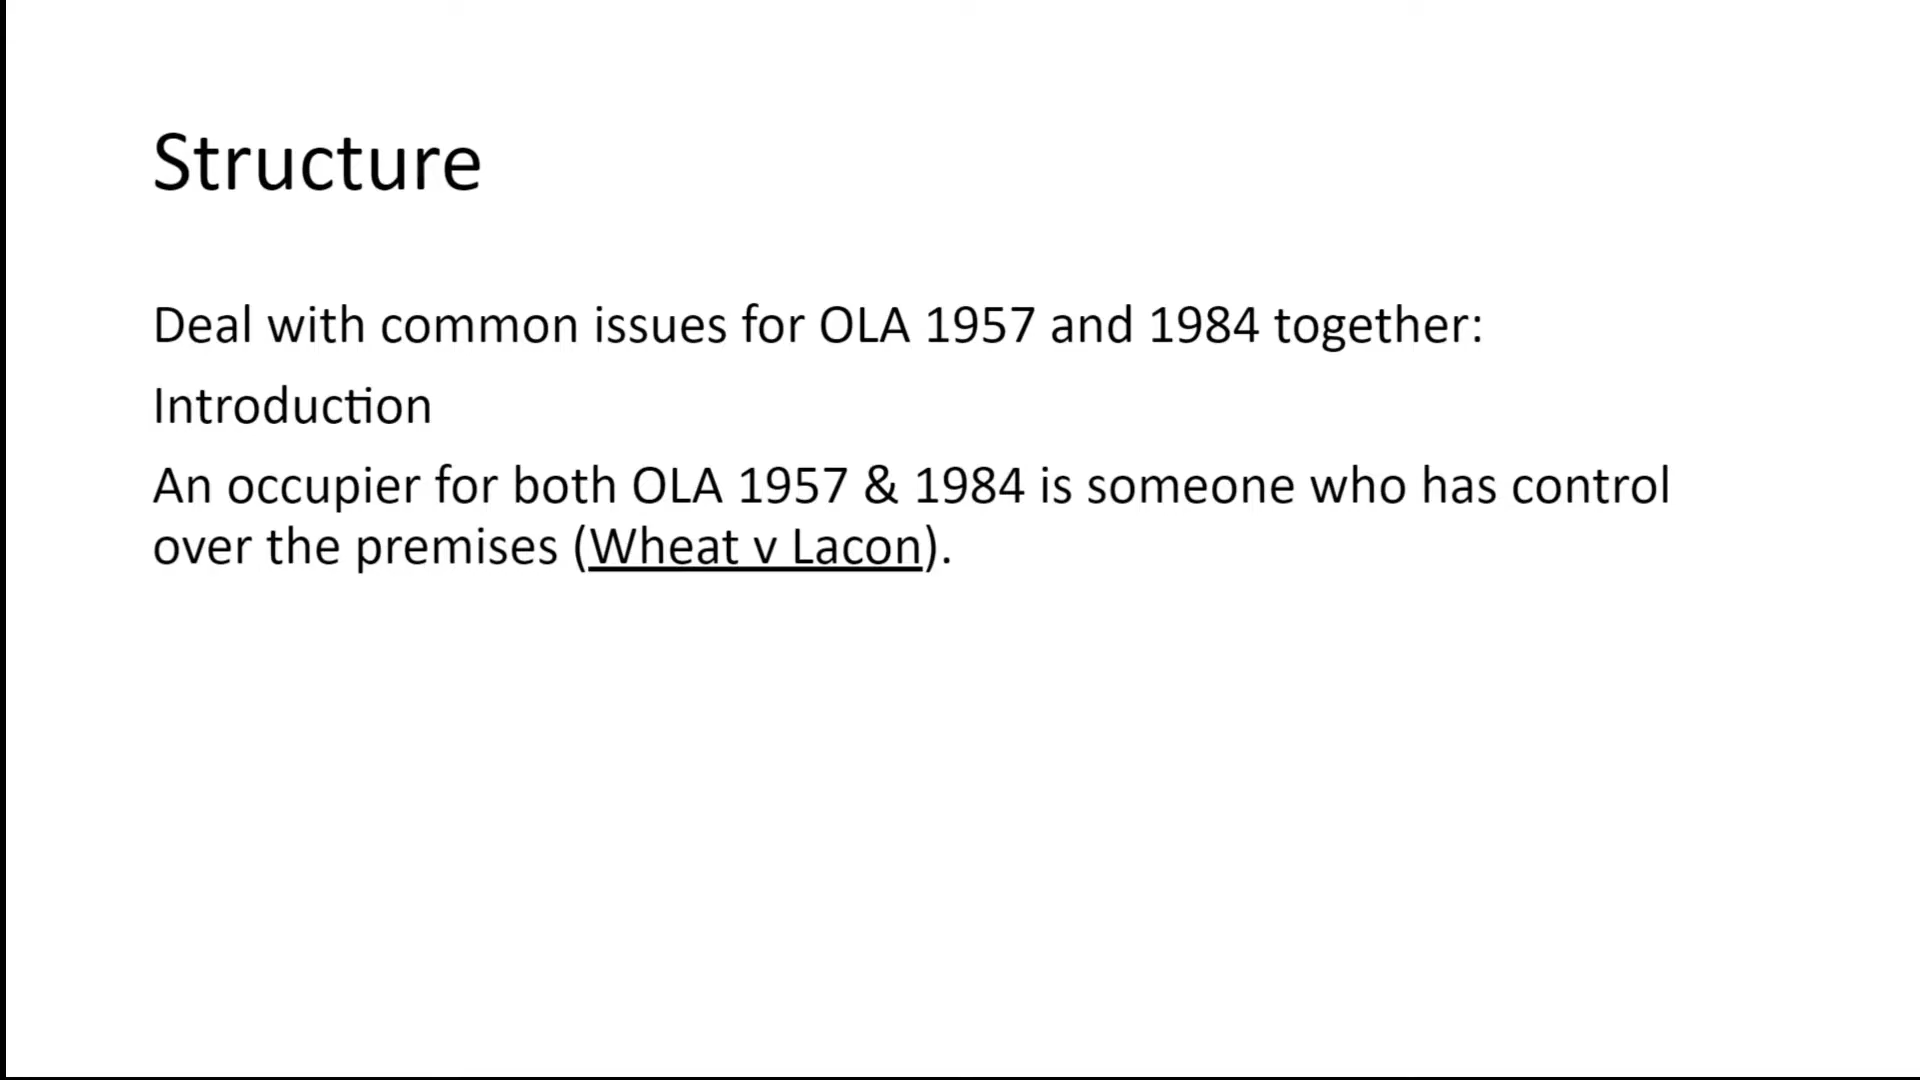 Structure
Deal with common issues for OLA 1957 and 1984 together:
Introduction
An occupier for both OLA 1957 & 1984 is someone who has control
over the premises (Wheat v Lacon).